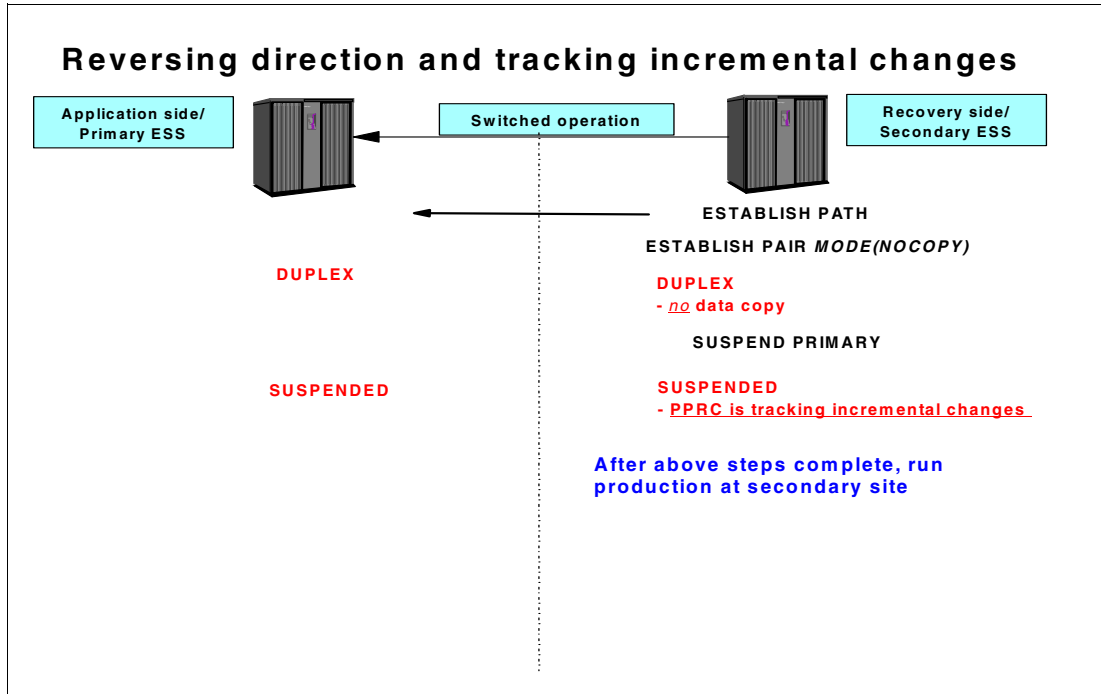 Reversing direction and tracking incremental changes
Application side/
Primary ESS
Switched operation
Recovery side/
Secondary ESS
ESTABLISH PATH
ESTABLISH PAIR MODE(NOCOPY)
DUPLEX
DUPLEX
- no data copy
SUSPEND PRIMARY
SUSPENDED
SUSPENDED
- PPRC is tracking incremental changes
After above steps complete, run
production at secondary site